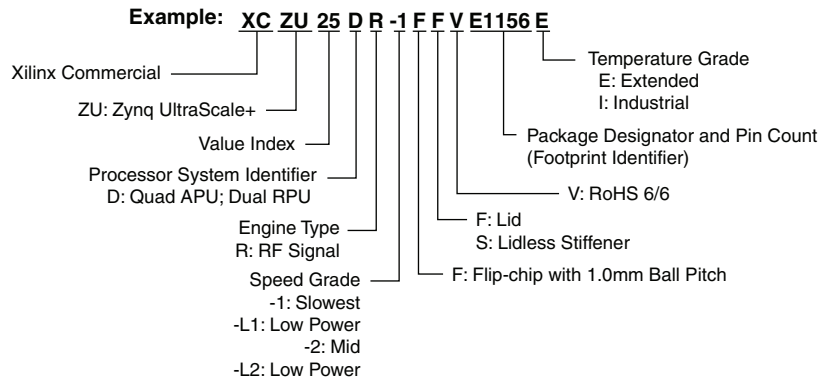 Example: XC ZU 25 D R -1 F F V E1156 E
Xilinx Commercial
ZU: Zynq UltraScale+
Value Index
Processor System Identifier
D: Quad APU; Dual RPU
Engine Type
R: RF Signal
Speed Grade
-1: Slowest
-L1: Low Power
-2: Mid
-L2: Low Power
Temperature Grade
E: Extended
I: Industrial
Package Designator and Pin Count
(Footprint Identifier)
V: RoHS 6/6
F: Lid
S: Lidless Stiffener
F: Flip-chip with 1.0mm Ball Pitch